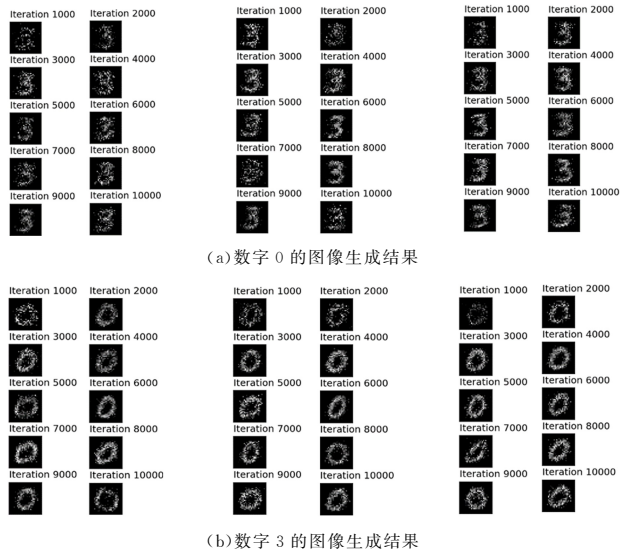 Iteration 1000 Iteration 2000 Iteration 1000 Iteration 2000 Iteration 1000 Iteration 2000
Iteration 3000 Iteration 4000 Iteration 3000 Iteration 4000 Iteration 3000 Iteration 4000
Iteration 5000 Iteration 6000 Iteration 5000 Iteration 6000 Iteration 5000 Iteration 6000
Iteration 7000 Iteration 8000 Iteration 7000 Iteration 8000 Iteration 7000 Iteration 8000
Iteration 9000 Iteration 10000 Iteration 9000 Iteration 10000 Iteration 9000 Iteration 10000
(a)数字 0 的图像生成结果
Iteration 1000 Iteration 2000 Iteration 1000 Iteration 2000 Iteration 1000 Iteration 2000
Iteration 3000 Iteration 4000 Iteration 3000 Iteration 4000 Iteration 3000 Iteration 4000
Iteration 5000 Iteration 6000 Iteration 5000 Iteration 6000 Iteration 5000 Iteration 6000
Iteration 7000 Iteration 8000 Iteration 7000 Iteration 8000 Iteration 7000 Iteration 8000
Iteration 9000 Iteration 10000 Iteration 9000 Iteration 10000 Iteration 9000 Iteration 10000
(b)数字 3 的图像生成结果